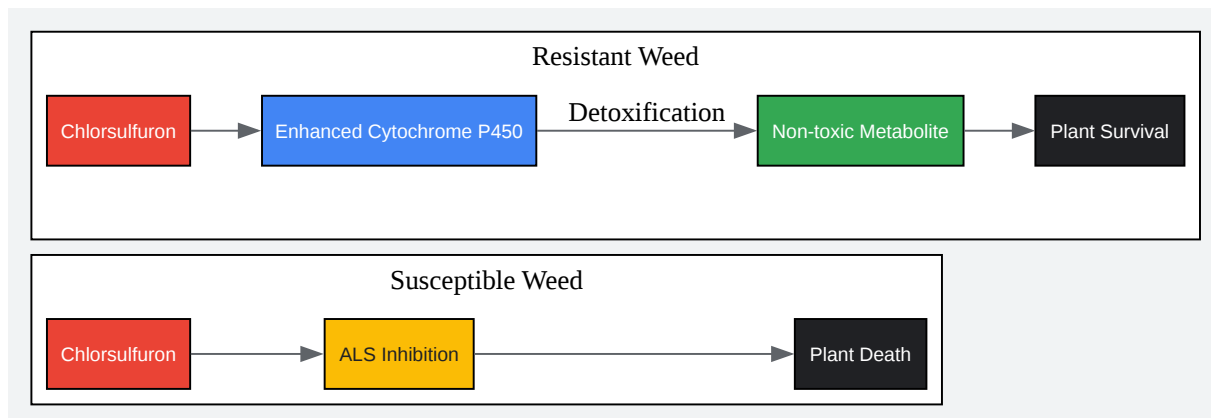 Resistant Weed
Chlorsulfuron
Enhanced Cytochrome P450
Detoxification
Non-toxic Metabolite
Plant Survival
Susceptible Weed
Chlorsulfuron
ALS Inhibition
Plant Death